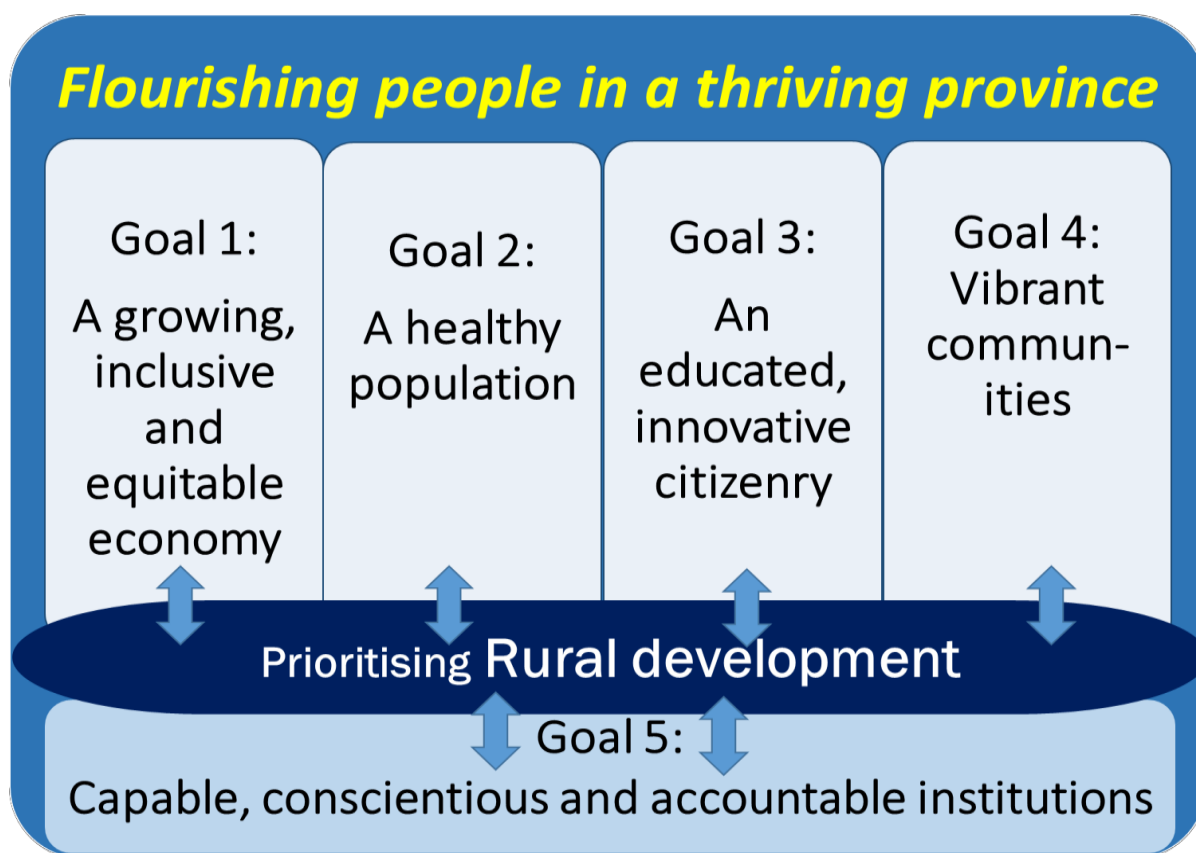 Flourishing people in a thriving province
Goal 1:
A growing,
inclusive
and
equitable
economy
Goal 2:
A healthy
population
Goal 3:
An
educated,
innovative
citizenry
Goal 4:
Vibrant
commun-
ities
Prioritising Rural development
Goal 5:
Capable, conscientious and accountable institutions